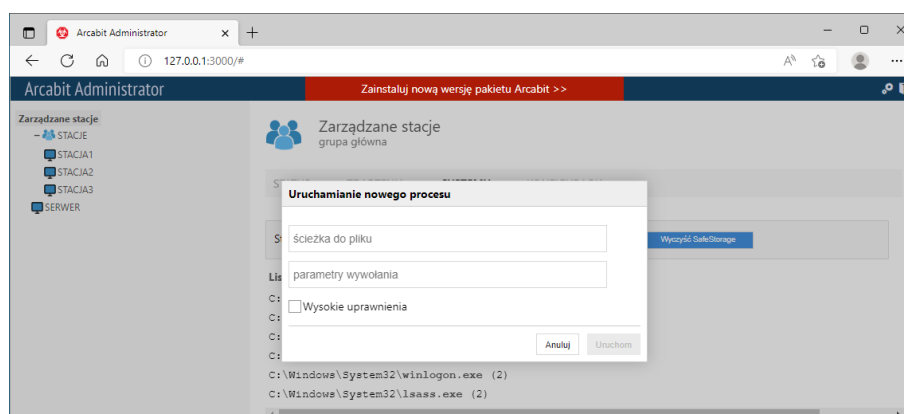 Arcabit Administrator
127.0.0.1:3000/#
Arcabit Administrator
Zainstaluj nową wersję pakietu Arcabit >>
Zarządzane stacje
STACJE
STACJA1
STACJA2
STACJA3
SERWER
Zarządzane stacje
grupa główna
Uruchamianie nowego procesu
ścieżka do pliku
parametry wywołania
Wysokie uprawnienia
Anuluj Uruchom
Wyczyść SafeStorage
C:\Windows\System32\winlogon.exe (2)
C:\Windows\System32\lsass.exe (2)